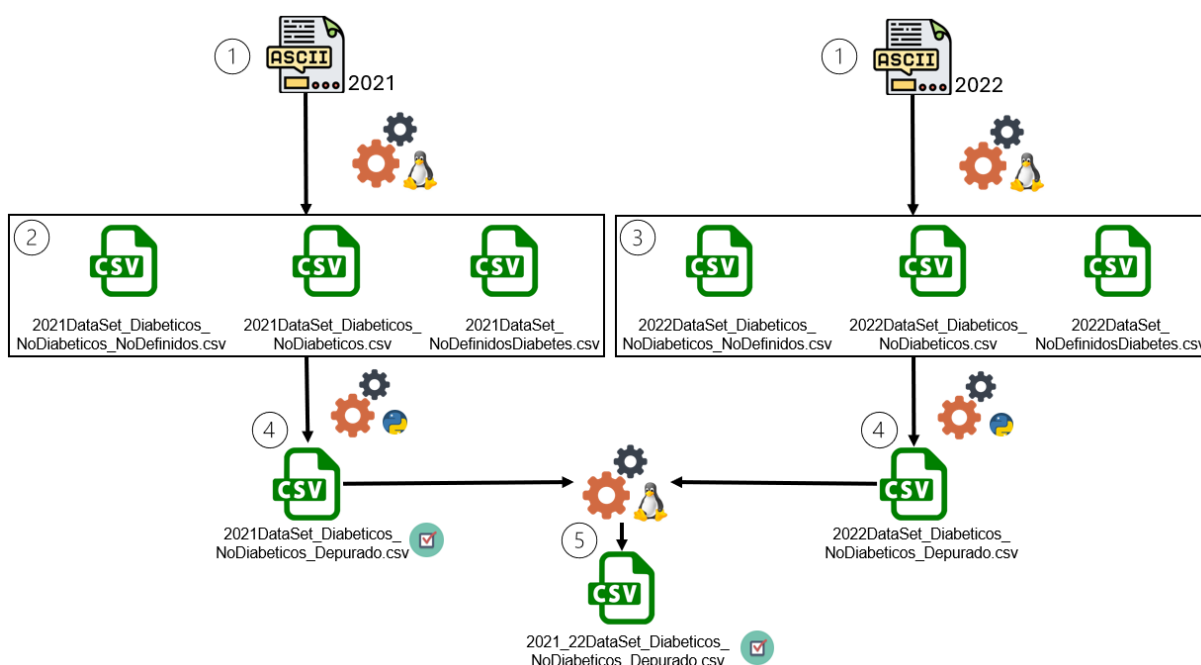 1
ASCII
2021
1
ASCII
2022
2
CSV
CSV
CSV
2021DataSet_Diabeticos_
NoDiabeticos_NoDefinidos.csv
2021DataSet_Diabeticos_
NoDiabeticos.csv
2021DataSet_
NoDefinidosDiabetes.csv
3
CSV
CSV
CSV
2022DataSet_Diabeticos_
NoDiabeticos_NoDefinidos.csv
2022DataSet_Diabeticos_
NoDiabeticos.csv
2022DataSet_
NoDefinidosDiabetes.csv
4
CSV
2021DataSet_Diabeticos_
NoDiabeticos_Depurado.csv
4
CSV
2022DataSet_Diabeticos_
NoDiabeticos_Depurado.csv
5
CSV
2021_22DataSet_Diabeticos_
NoDiabeticos_Depurado.csv